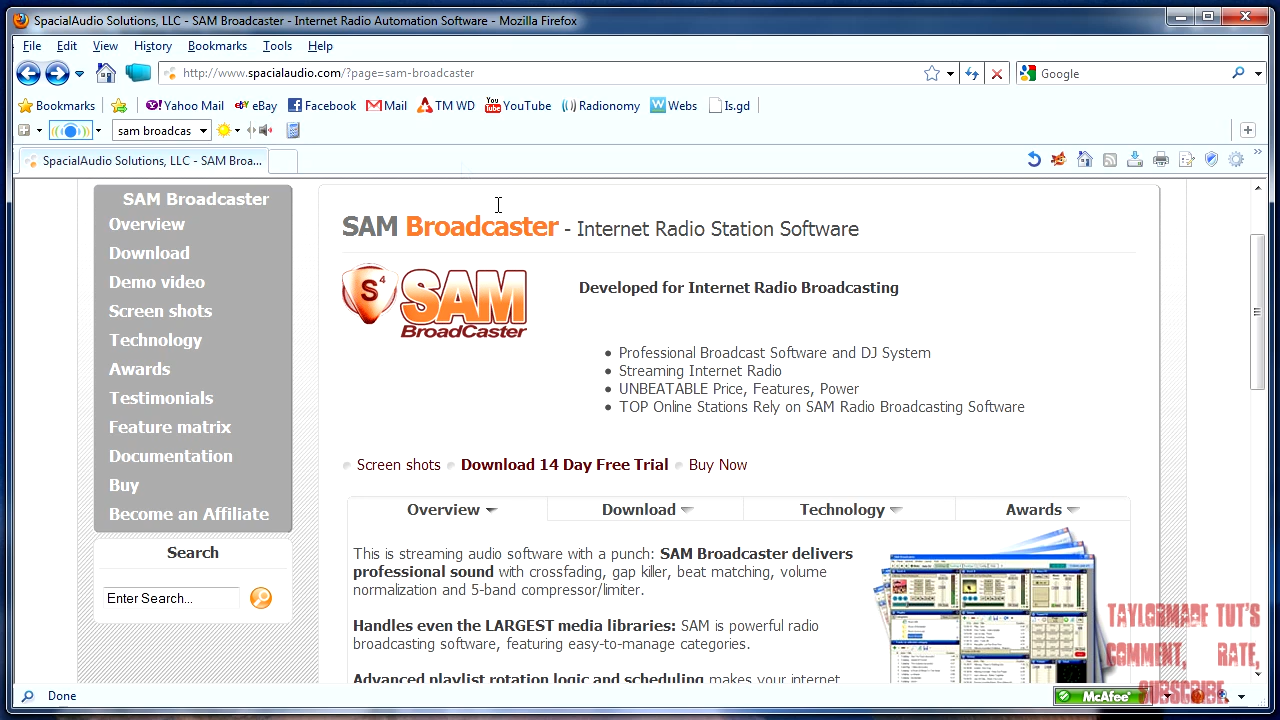 SpacialAudio Solutions, LLC - SAM Broadcaster - Internet Radio Automation Software - Mozilla Firefox
File Edit View History Bookmarks Tools Help
http://www.spacialaudio.com/?page=sam-broadcaster
Google
Bookmarks Yahoo Mail eBay Facebook Mail TM WD YouTube Radionomy Webs Is.gd
sam broadcas
SpacialAudio Solutions, LLC - SAM Broa...
SAM Broadcaster
Overview
Download
Demo video
Screen shots
Technology
Awards
Testimonials
Feature matrix
Documentation
Buy
Become an Affiliate
Search
Enter Search.
SAM Broadcaster - Internet Radio Station Software
S4 SAM
BroadCaster
Developed for Internet Radio Broadcasting
• Professional Broadcast Software and DJ System
• Streaming Internet Radio
• UNBEATABLE Price, Features, Power
• TOP Online Stations Rely on SAM Radio Broadcasting Software
Screen shots Download 14 Day Free Trial Buy Now
Overview Download Technology Awards
This is streaming audio software with a punch: SAM Broadcaster delivers
professional sound with crossfading, gap killer, beat matching, volume
normalization and 5-band compressor/limiter.
Handles even the LARGEST media libraries: SAM is powerful radio
broadcasting software, featuring easy-to-manage categories.
Advanced playlist rotation logic and scheduling makes your internet
TAYLORMADE TUT'S
COMMENT, RATE,
SUBSCRIBE.
Done
McAfee